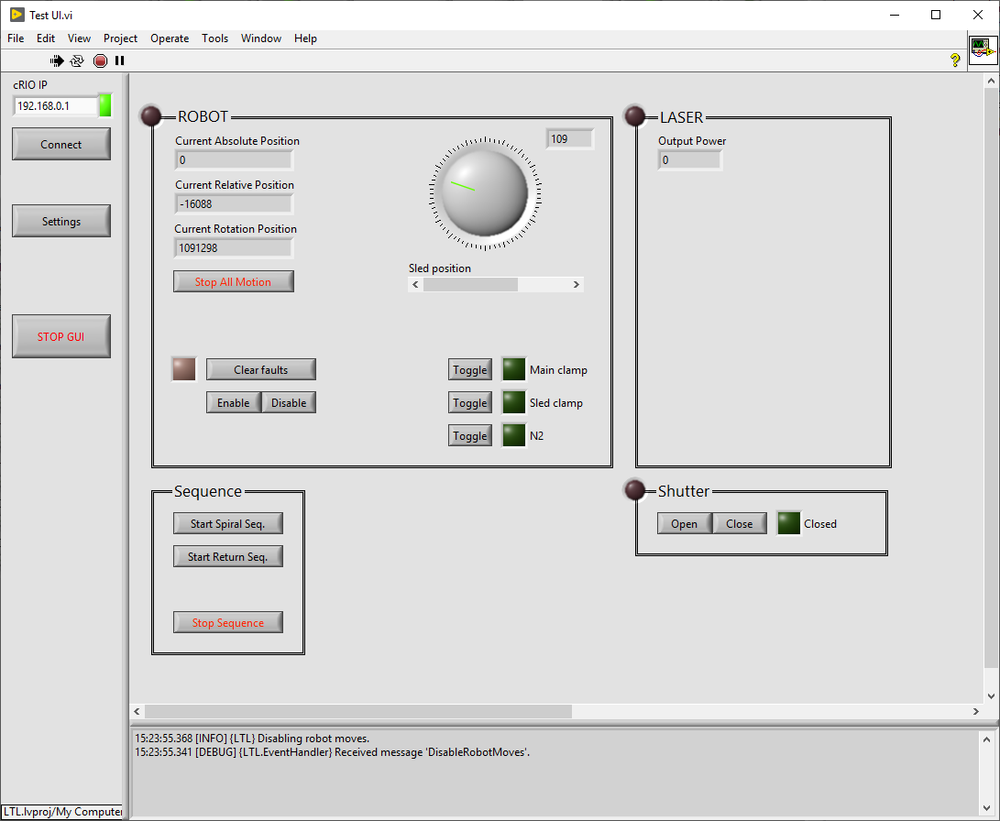 Test UI.vi
File Edit View Project Operate Tools Window Help
?
cRIO IP
192.168.0.1
Connect
Settings
STOP GUI
ROBOT
Current Absolute Position
0
Current Relative Position
-16088
Current Rotation Position
1091298
Stop All Motion
109
Sled position
Clear faults
Enable Disable
Toggle Main clamp
Toggle Sled clamp
Toggle N2
LASER
Output Power
0
Sequence
Start Spiral Seq.
Start Return Seq.
Stop Sequence
Shutter
Open Close Closed
15:23:55.368 [INFO] {LTL} Disabling robot moves.
15:23:55.341 [DEBUG] {LTL.EventHandler} Received message 'DisableRobotMoves'.
LTL.lvproj/My Computer